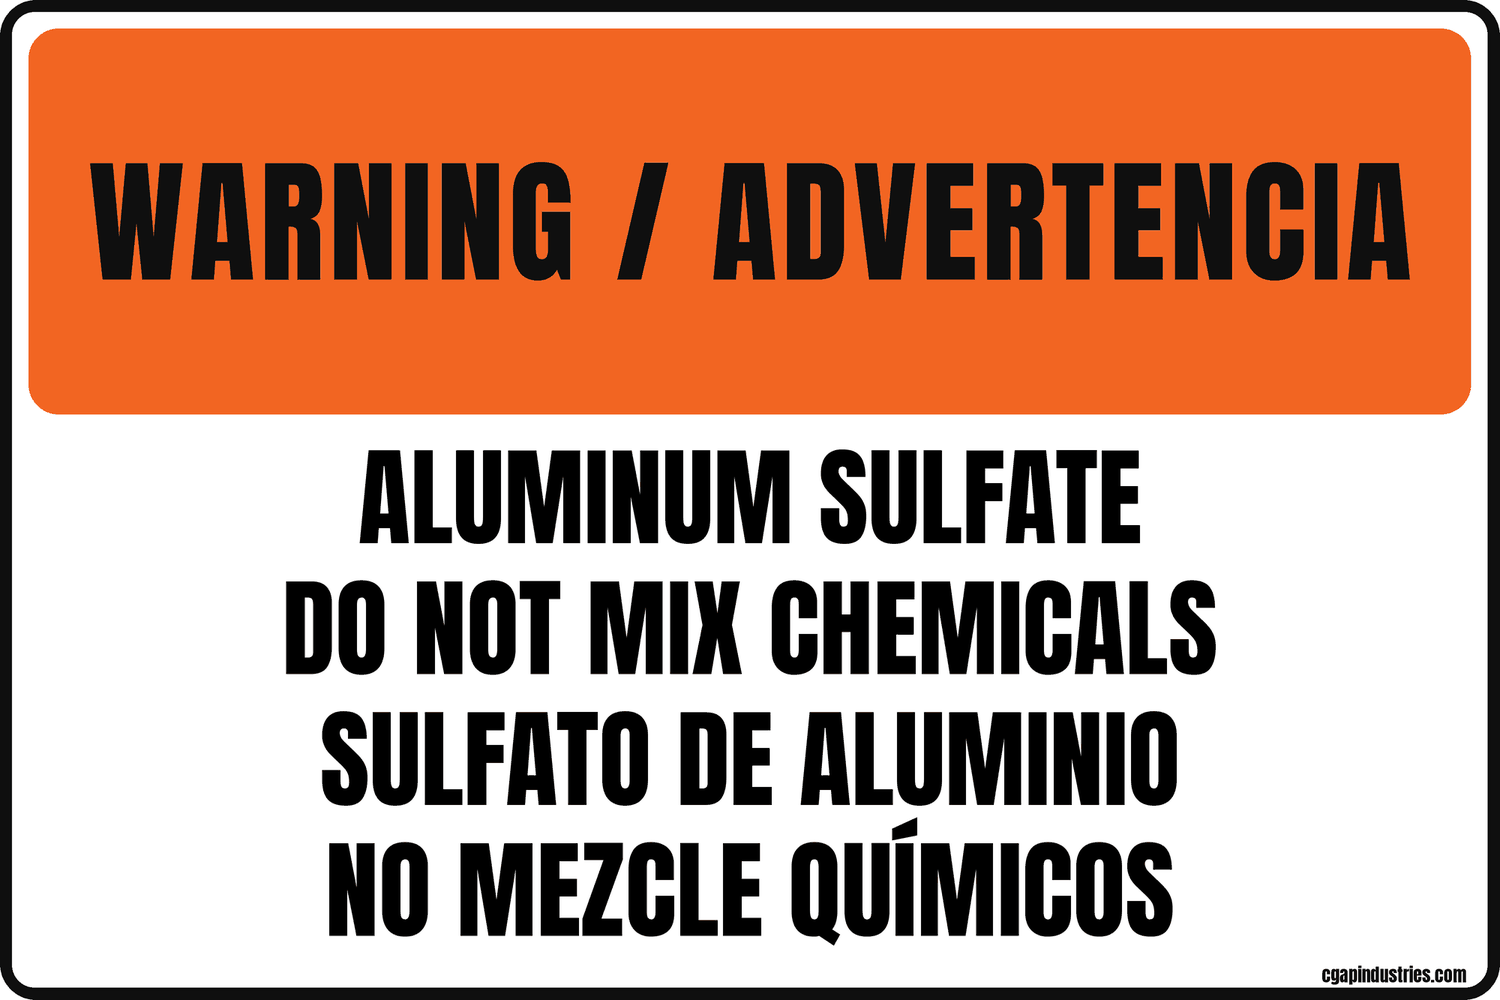 WARNING / ADVERTENCIA
ALUMINUM SULFATE
DO NOT MIX CHEMICALS
SULFATO DE ALUMINIO
NO MEZCLE QUÍMICOS
cgapindustries.com